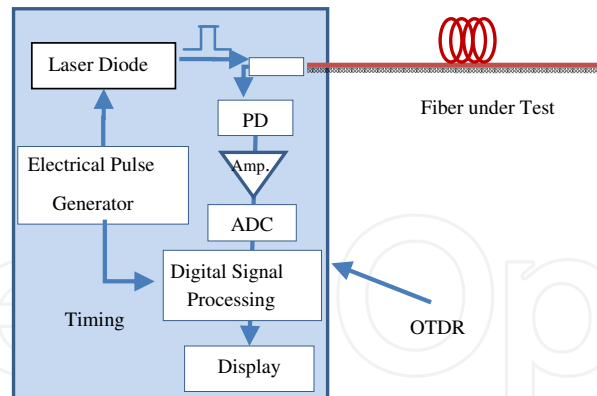 Laser Diode
Fiber under Test
PD
Amp.
Electrical Pulse
Generator
ADC
Digital Signal
Processing
Timing
OTDR
Display